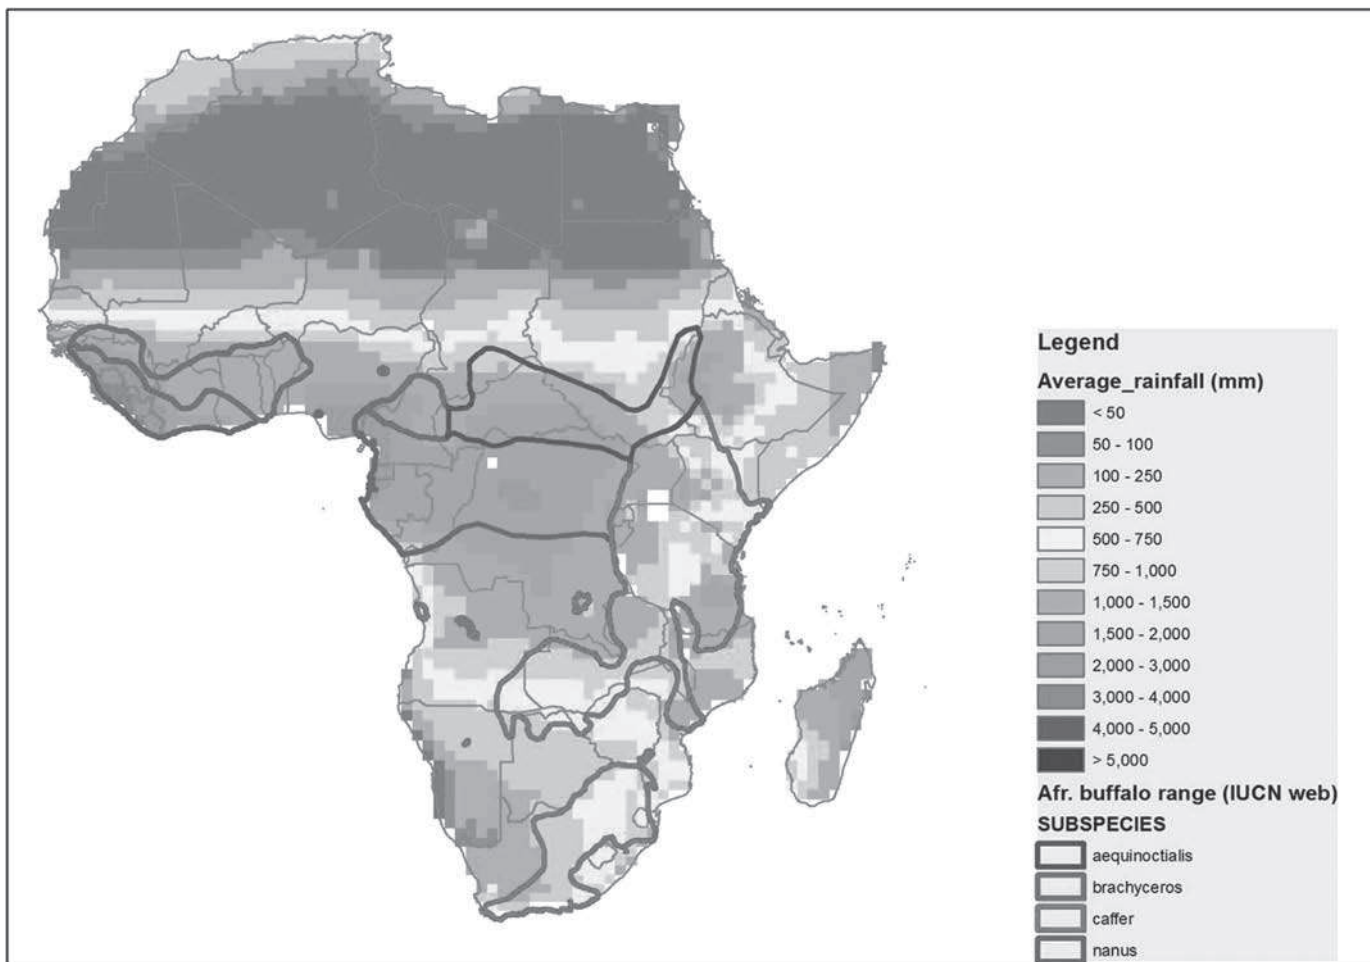 Legend
Average_rainfall (mm)
< 50
50 - 100
100 - 250
250 - 500
500 - 750
750 - 1,000
1,000 - 1,500
1,500 - 2,000
2,000 - 3,000
3,000 - 4,000
4,000 - 5,000
> 5,000
Afr. buffalo range (IUCN web)
SUBSPECIES
aequinoctialis
brachyceros
caffer
nanus